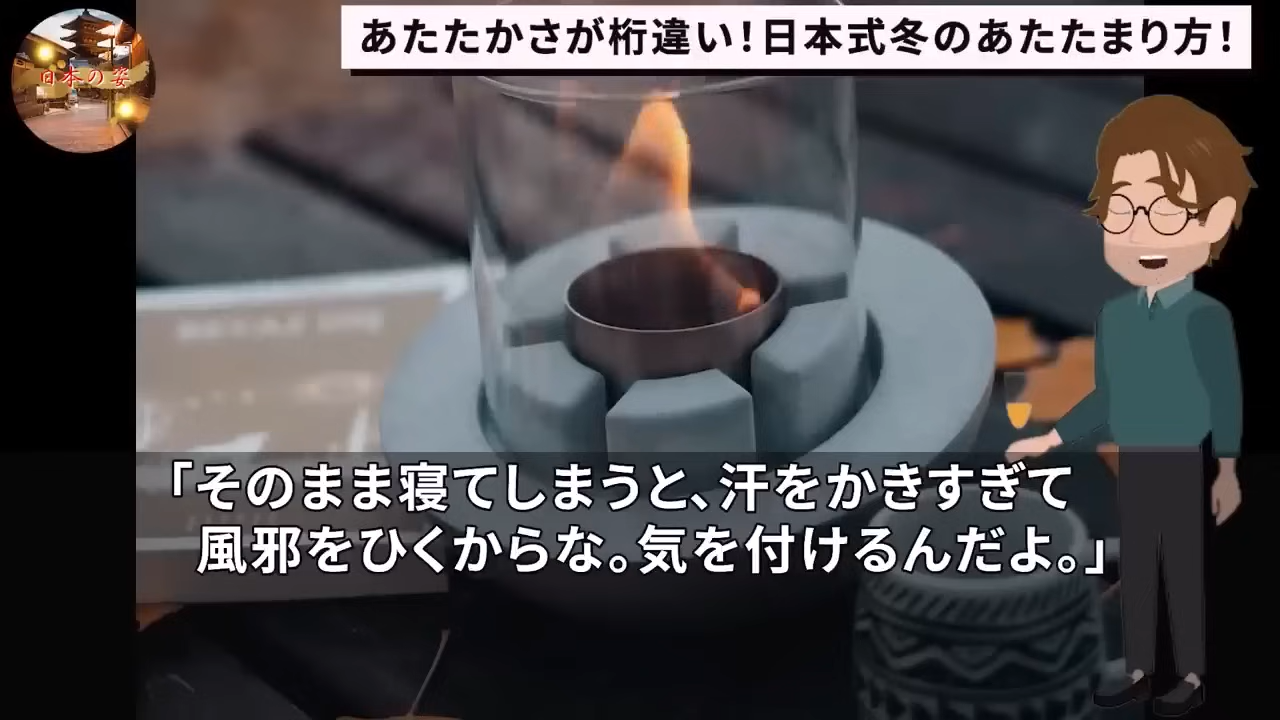 あたたかさが桁違い！日本式冬のあたたまり方！
日本の姿
「そのまま寝てしまうと、汗をかきすぎて
風邪をひくからな。気を付けるんだよ。」